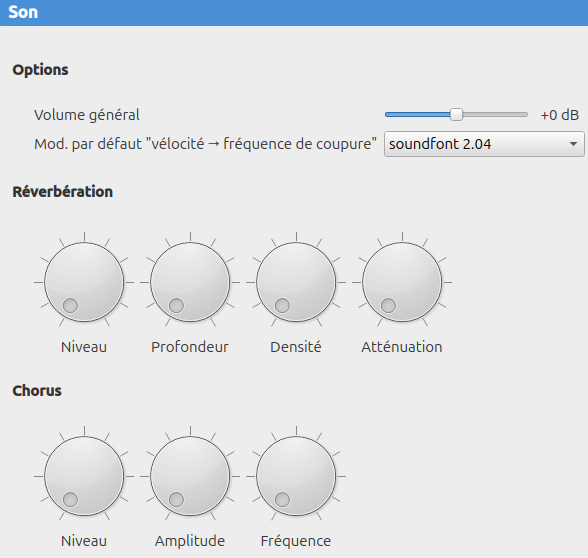 Son
Options
Volume général +0 dB
Mod. par défaut "vélocité → fréquence de coupure" soundfont 2.04
Réverbération
Niveau Profondeur Densité Atténuation
Chorus
Niveau Amplitude Fréquence